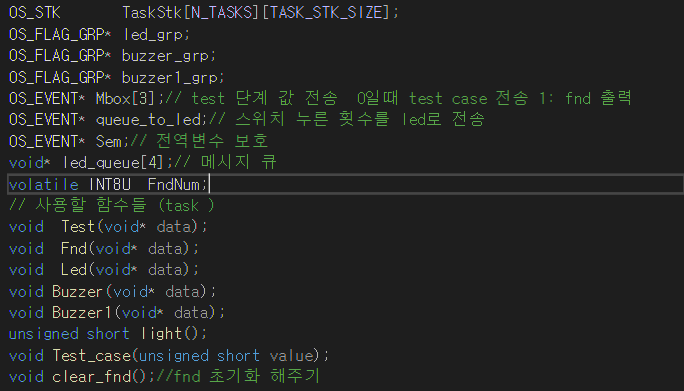 OS_STK       TaskStk[N_TASKS][TASK_STK_SIZE];
OS_FLAG_GRP* led_grp;
OS_FLAG_GRP* buzzer_grp;
OS_FLAG_GRP* buzzer1_grp;
OS_EVENT* Mbox[3];// test 단계 값 전송  0일때 test case 전송 1: fnd 출력
OS_EVENT* queue_to_led;// 스위치 누른 횟수를 led로 전송
OS_EVENT* Sem;// 전역변수 보호
void* led_queue[4];// 메시지 큐
volatile INT8U  FndNum;
// 사용할 함수들 (task )
void  Test(void* data);
void  Fnd(void* data);
void  Led(void* data);
void Buzzer(void* data);
void Buzzer1(void* data);
unsigned short light();
void Test_case(unsigned short value);
void clear_fnd();//fnd 초기화 해주기